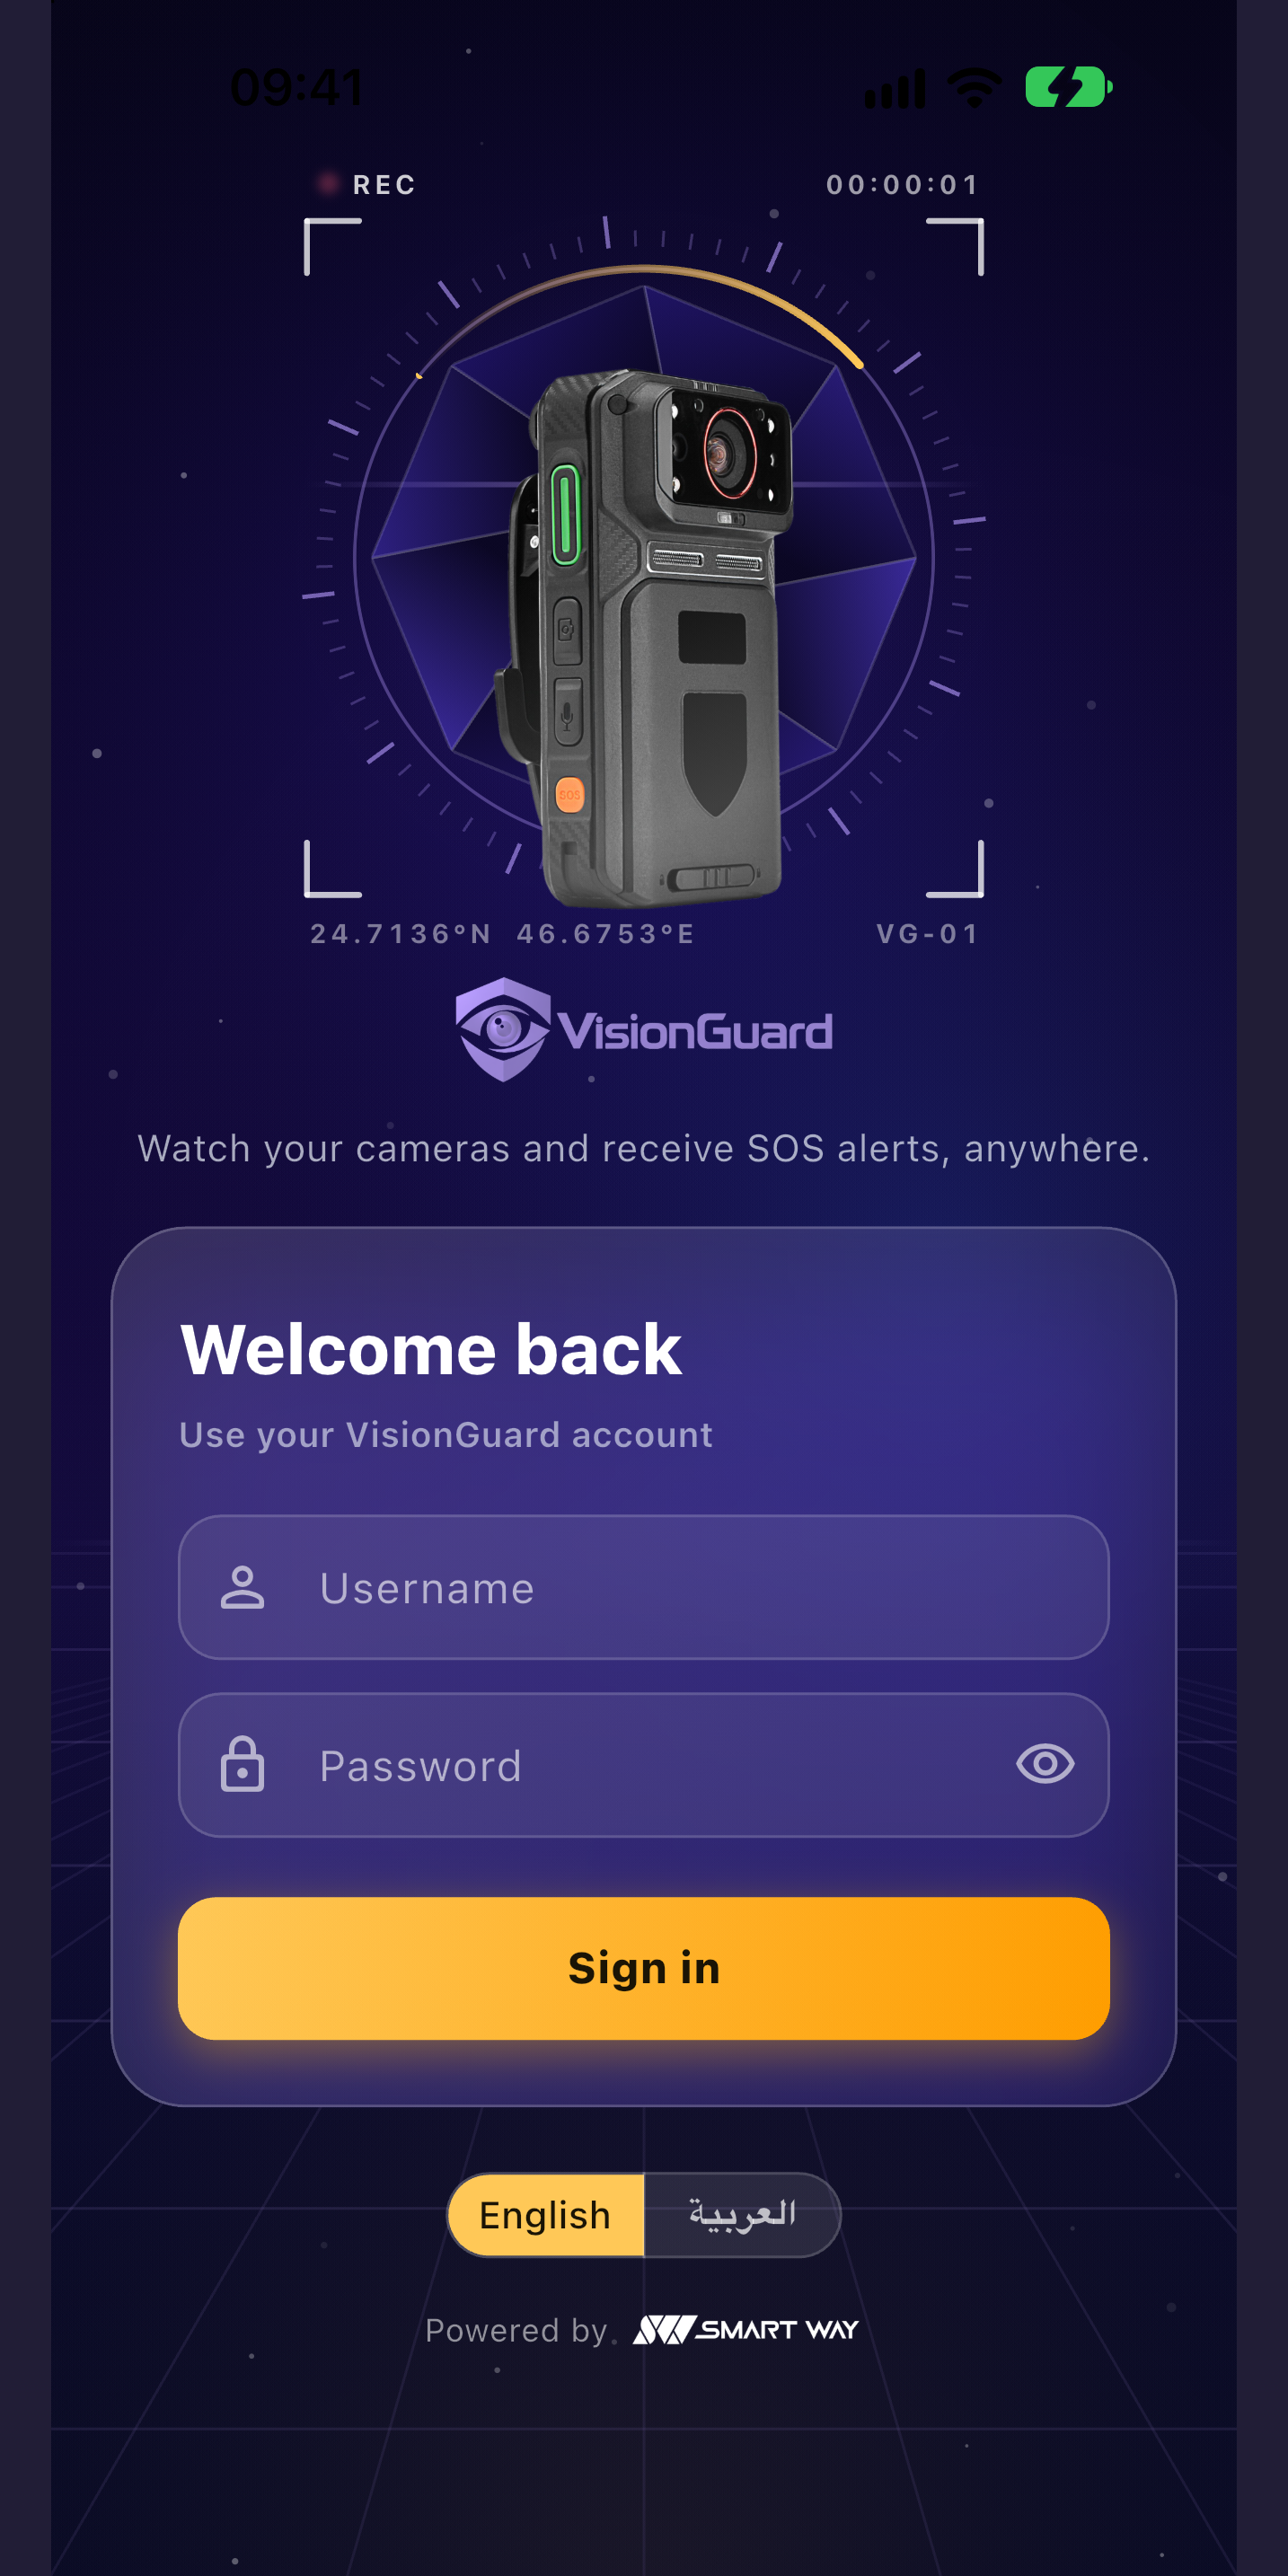 09:41
REC 00:00:01
SOS
24.7136°N 46.6753°E VG-01
VisionGuard
Watch your cameras and receive SOS alerts, anywhere.
Welcome back
Use your VisionGuard account
Username
Password
Sign in
English العربية
Powered by SMART WAY